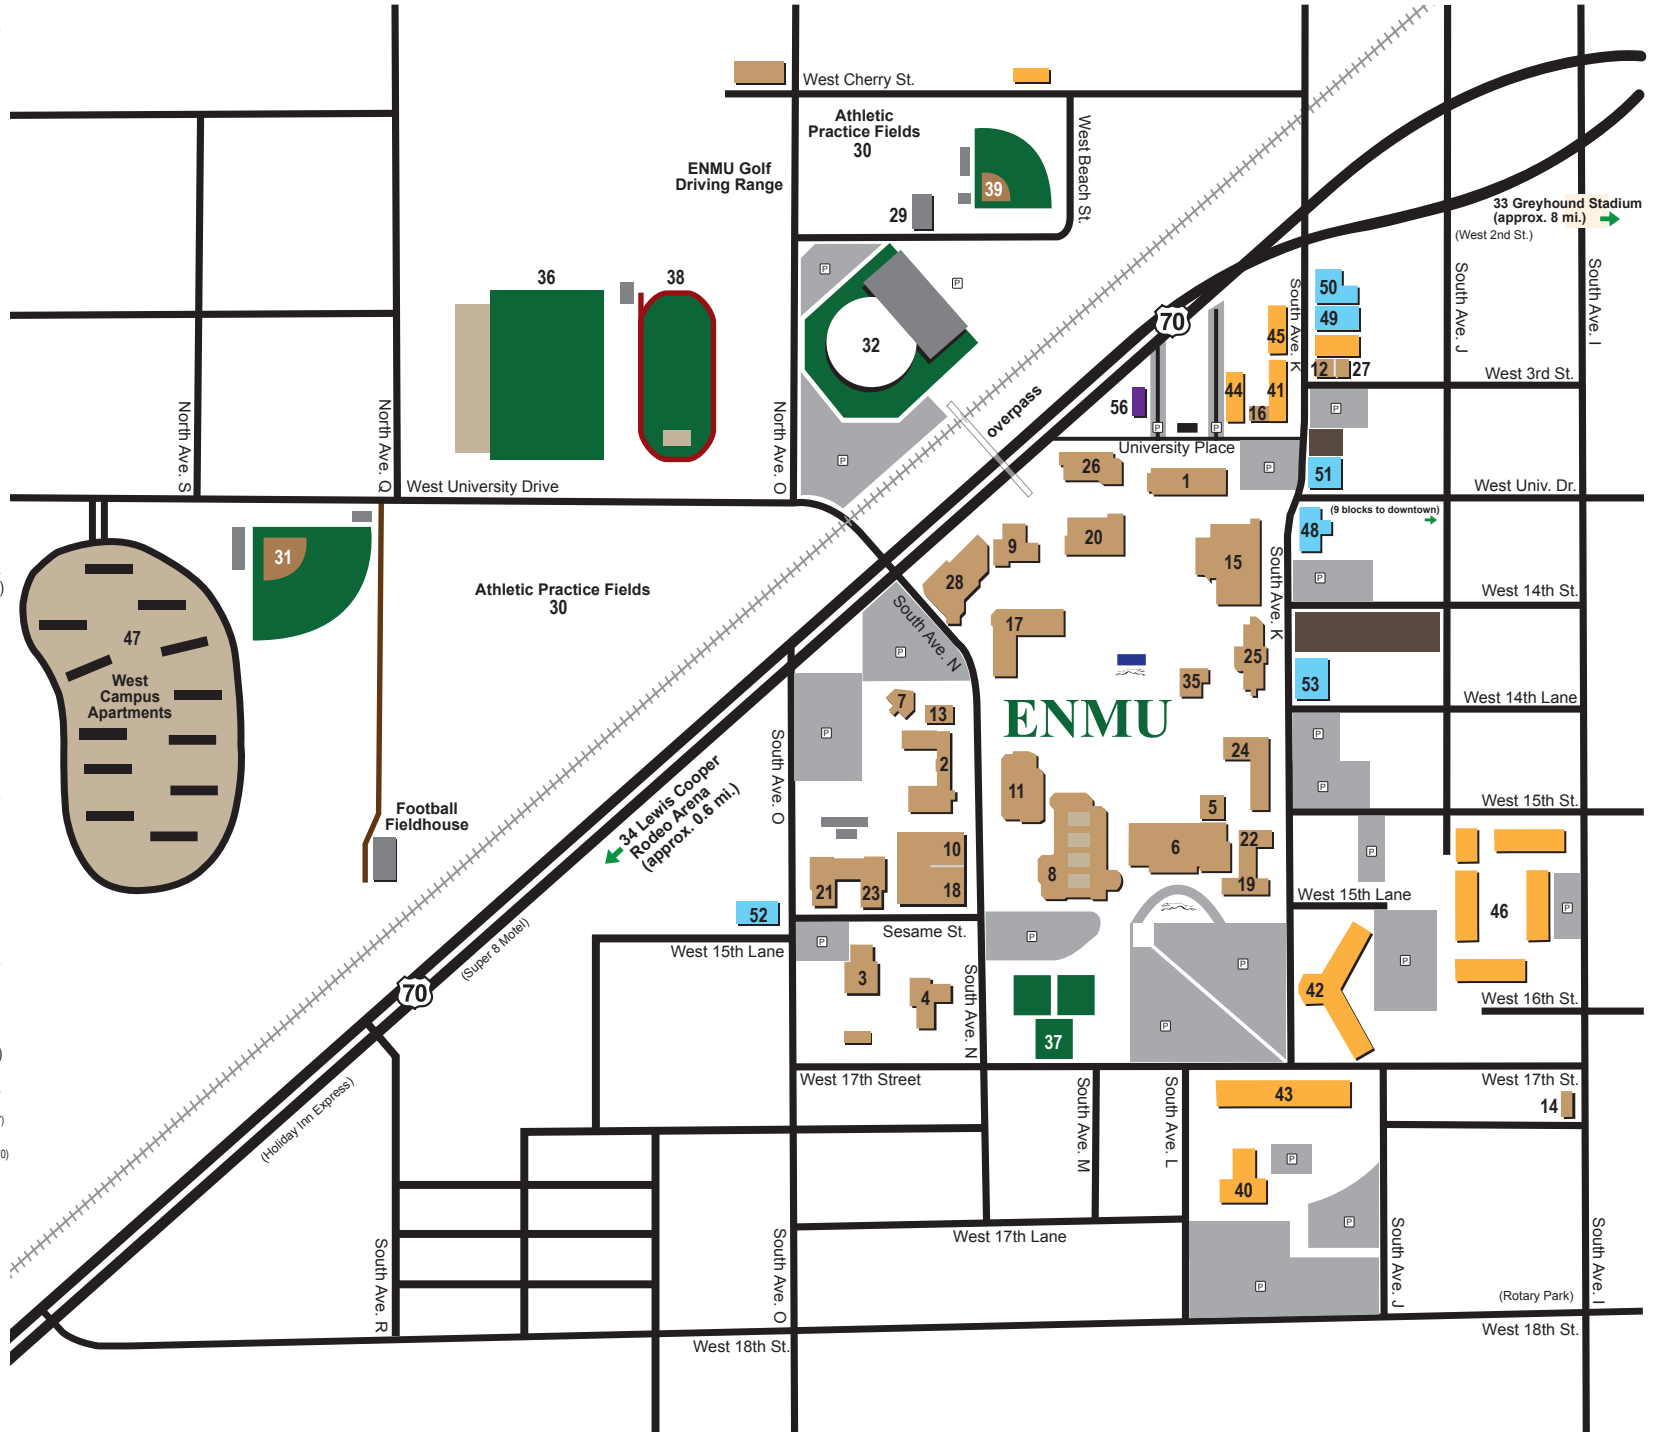 West Cherry St.
Athletic
Practice Fields
30
West Beach St.
ENMU Golf
Driving Range
39
29
33 Greyhound Stadium
(approx. 8 mi.)
(West 2nd St.)
36
38
P
P
32
70
South Ave. K
50
49
South Ave. J
South Ave. I
45
12
27
West 3rd St.
44
41
16
56
P
P
P
overpass
University Place
North Ave. S
North Ave. Q
North Ave. O
P
West University Drive
26
1
P
51
West Univ. Dr.
(9 blocks to downtown)
48
31
9
20
15
South Ave. K
P
West 14th St.
Athletic Practice Fields
30
28
South Ave. N
17
47
P
25
35
53
West
Campus
Apartments
West 14th Lane
7
13
ENMU
P
South Ave. O
2
24
P
P
11
5
West 15th St.
34 Lewis Cooper
Rodeo Arena
(approx. 0.6 mi.)
Football
Fieldhouse
10
18
21
23
8
6
22
19
P
West 15th Lane
46
P
52
Sesame St.
P
P
West 15th Lane
(Super 8 Motel)
3
4
South Ave. N
P
P
P
42
West 16th St.
70
37
West 17th Street
West 17th St.
14
(Holiday Inn Express)
South Ave. M
South Ave. L
43
P
40
P
South Ave. R
South Ave. O
West 17th Lane
P
South Ave. J
South Ave. I
(Rotary Park)
West 18th St.
West 18th St.
)
)
0)